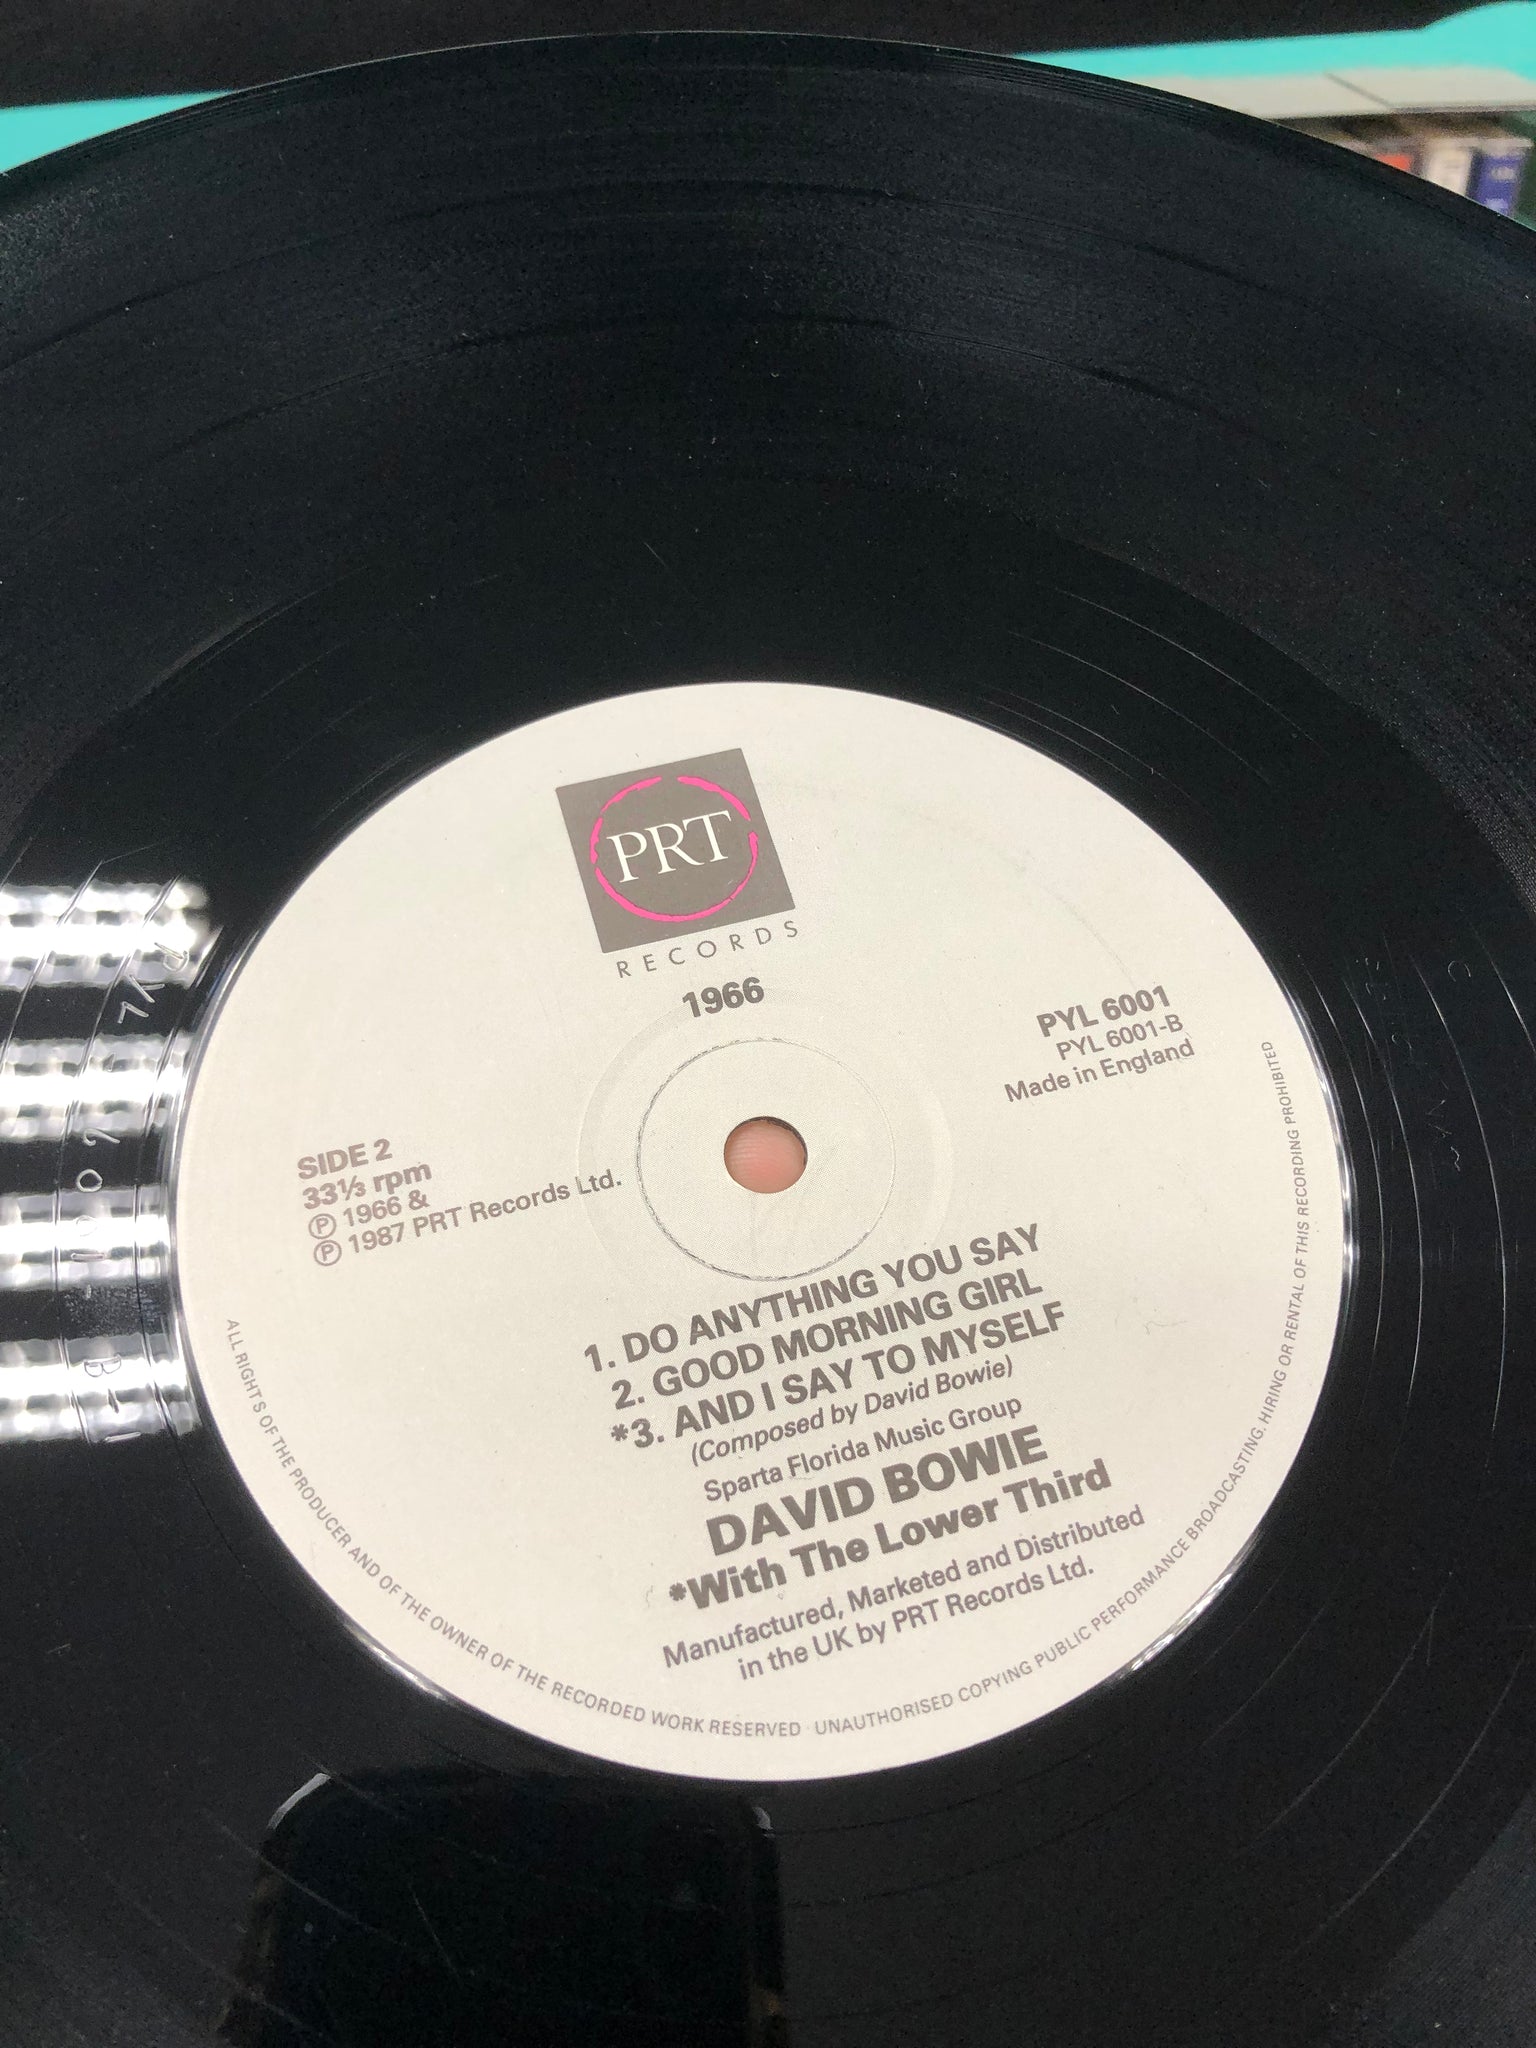 PRT
RECORDS
1966
PYL 6001
PYL 6001-B
Made in England
SIDE 2
33⅓ rpm
Ⓟ 1966 &
Ⓟ 1987 PRT Records Ltd.
1. DO ANYTHING YOU SAY
2. GOOD MORNING GIRL
*3. AND I SAY TO MYSELF
(Composed by David Bowie)
Sparta Florida Music Group
DAVID BOWIE
*With The Lower Third
Manufactured, Marketed and Distributed
in the UK by PRT Records Ltd.
ALL RIGHTS OF THE PRODUCER AND OF THE OWNER OF THE RECORDED WORK RESERVED · UNAUTHORISED COPYING PUBLIC PERFORMANCE BROADCASTING. HIRING OR RENTAL OF THIS RECORDING PROHIBITED